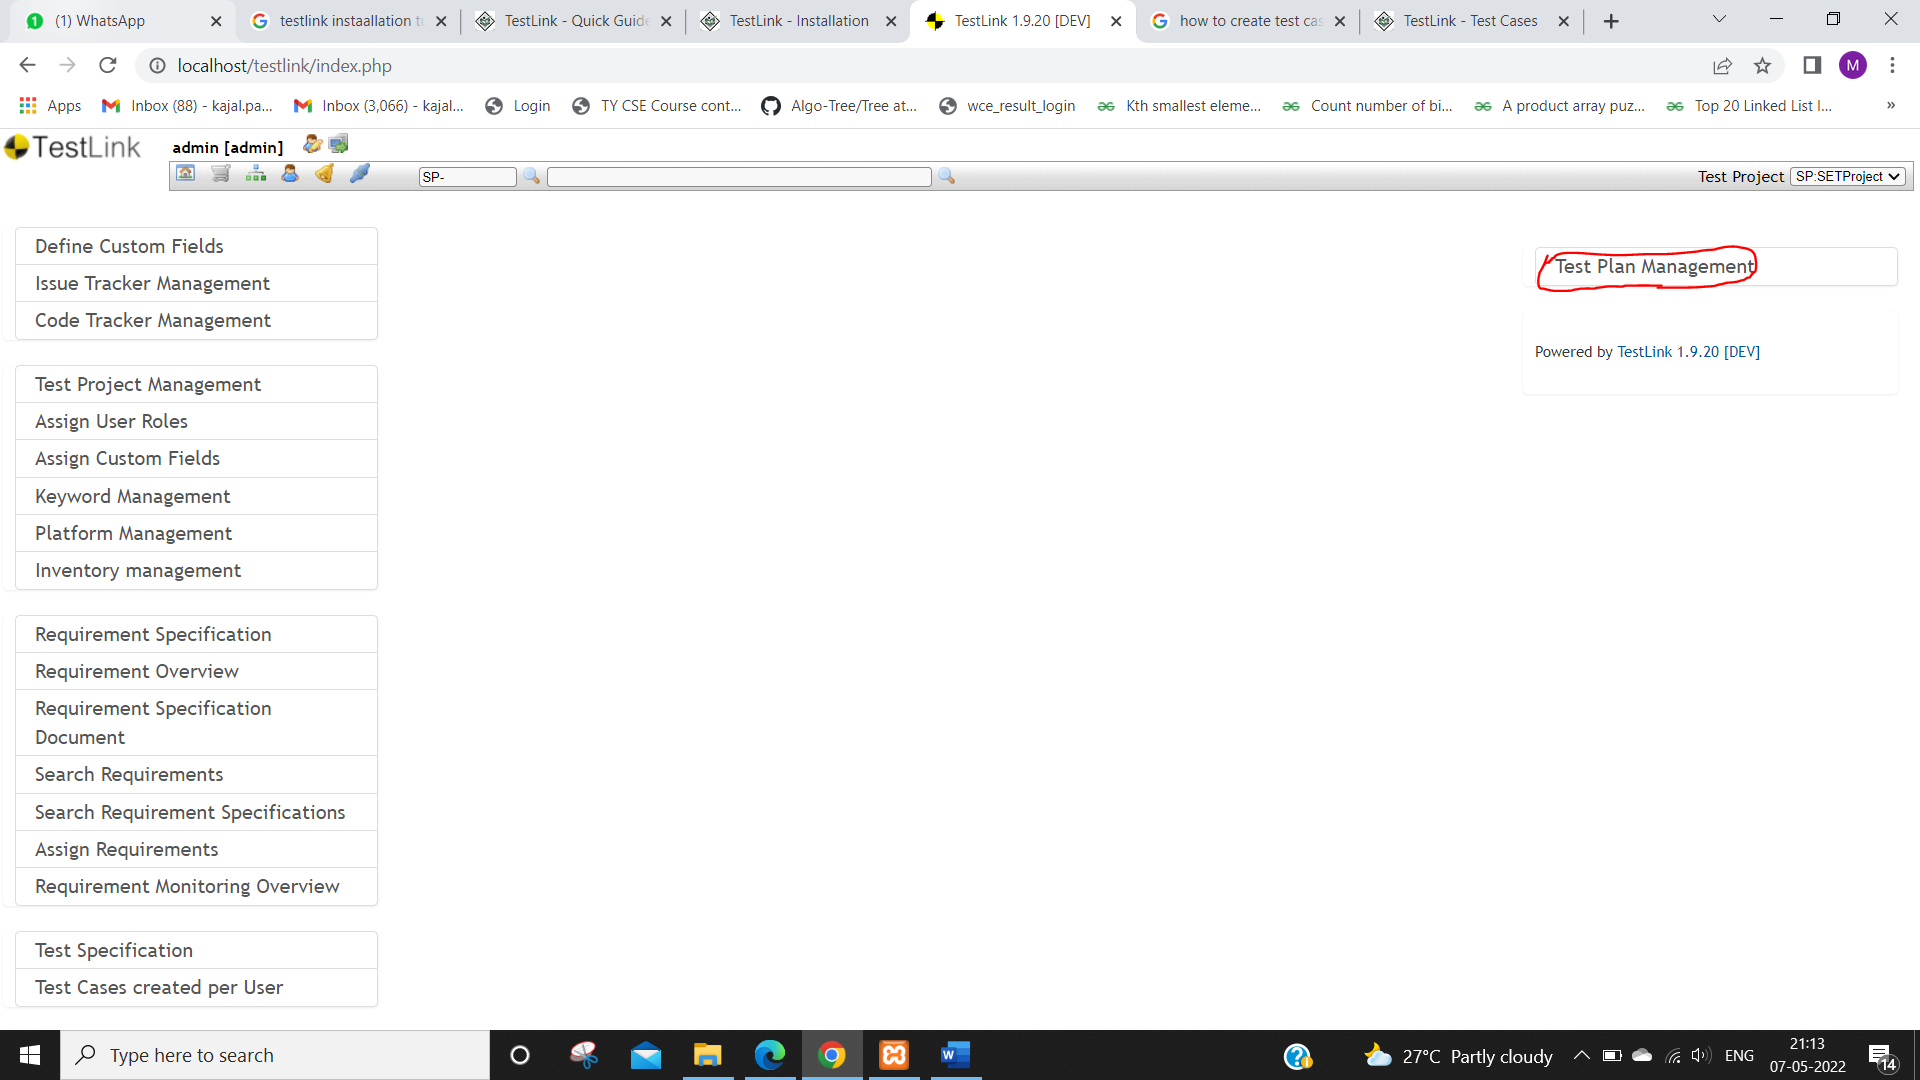 (1) WhatsApp
testlink instaallation tu
TestLink - Quick Guide
TestLink - Installation
TestLink 1.9.20 [DEV]
how to create test cas
TestLink - Test Cases
localhost/testlink/index.php
M
Apps
Inbox (88) - kajal.pa...
Inbox (3,066) - kajal...
Login
TY CSE Course cont...
Algo-Tree/Tree at...
wce_result_login
Kth smallest eleme...
Count number of bi...
A product array puz...
Top 20 Linked List I...
»
TestLink
admin [admin]
SP-
Test Project
SP:SETProject
Define Custom Fields
Issue Tracker Management
Code Tracker Management
Test Project Management
Assign User Roles
Assign Custom Fields
Keyword Management
Platform Management
Inventory management
Requirement Specification
Requirement Overview
Requirement Specification
Document
Search Requirements
Search Requirement Specifications
Assign Requirements
Requirement Monitoring Overview
Test Specification
Test Cases created per User
Test Plan Management
Powered by TestLink 1.9.20 [DEV]
Type here to search
27°C Partly cloudy
ENG
21:13
07-05-2022
14